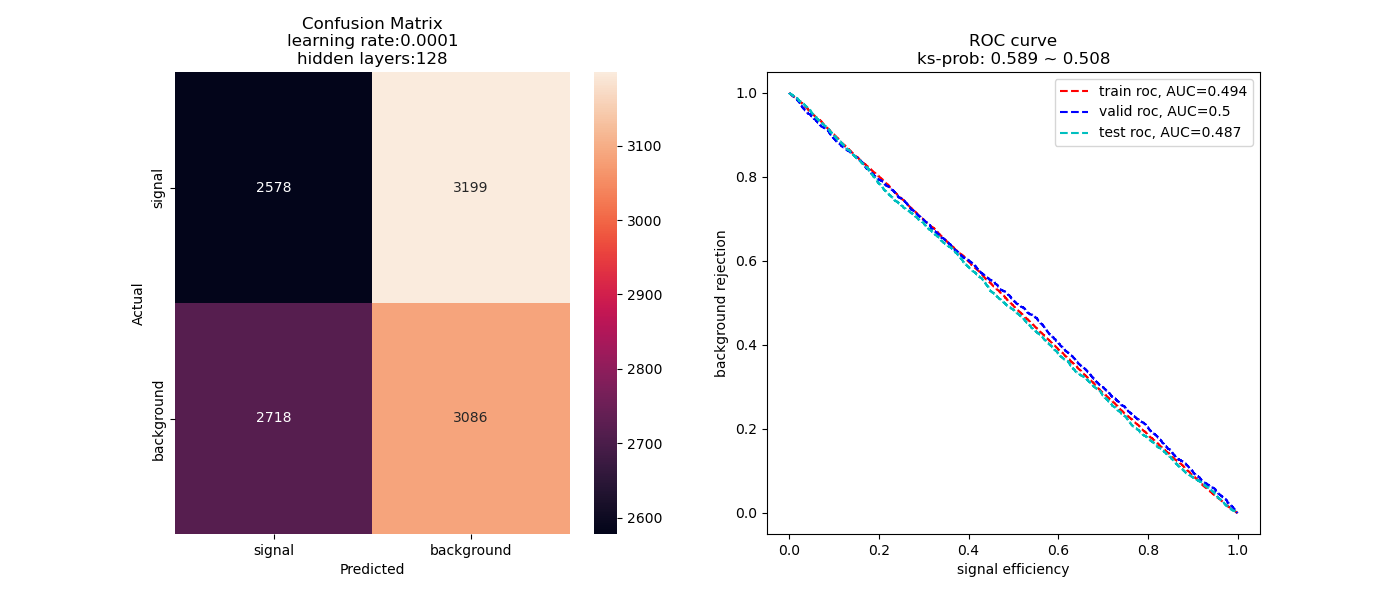 Confusion Matrix
learning rate:0.0001
hidden layers:128
signal
background
Actual
2578
3199
2718
3086
signal
background
Predicted
3100
3000
2900
2800
2700
2600
ROC curve
ks-prob: 0.589 ~ 0.508
train roc, AUC=0.494
valid roc, AUC=0.5
test roc, AUC=0.487
background rejection
1.0
0.8
0.6
0.4
0.2
0.0
0.0
0.2
0.4
0.6
0.8
1.0
signal efficiency